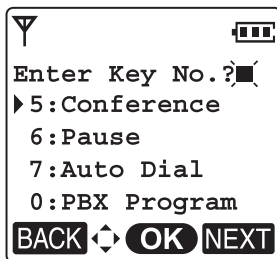 Enter Key No.?
5:Conference
6:Pause
7:Auto Dial
0:PBX Program
BACK OK NEXT